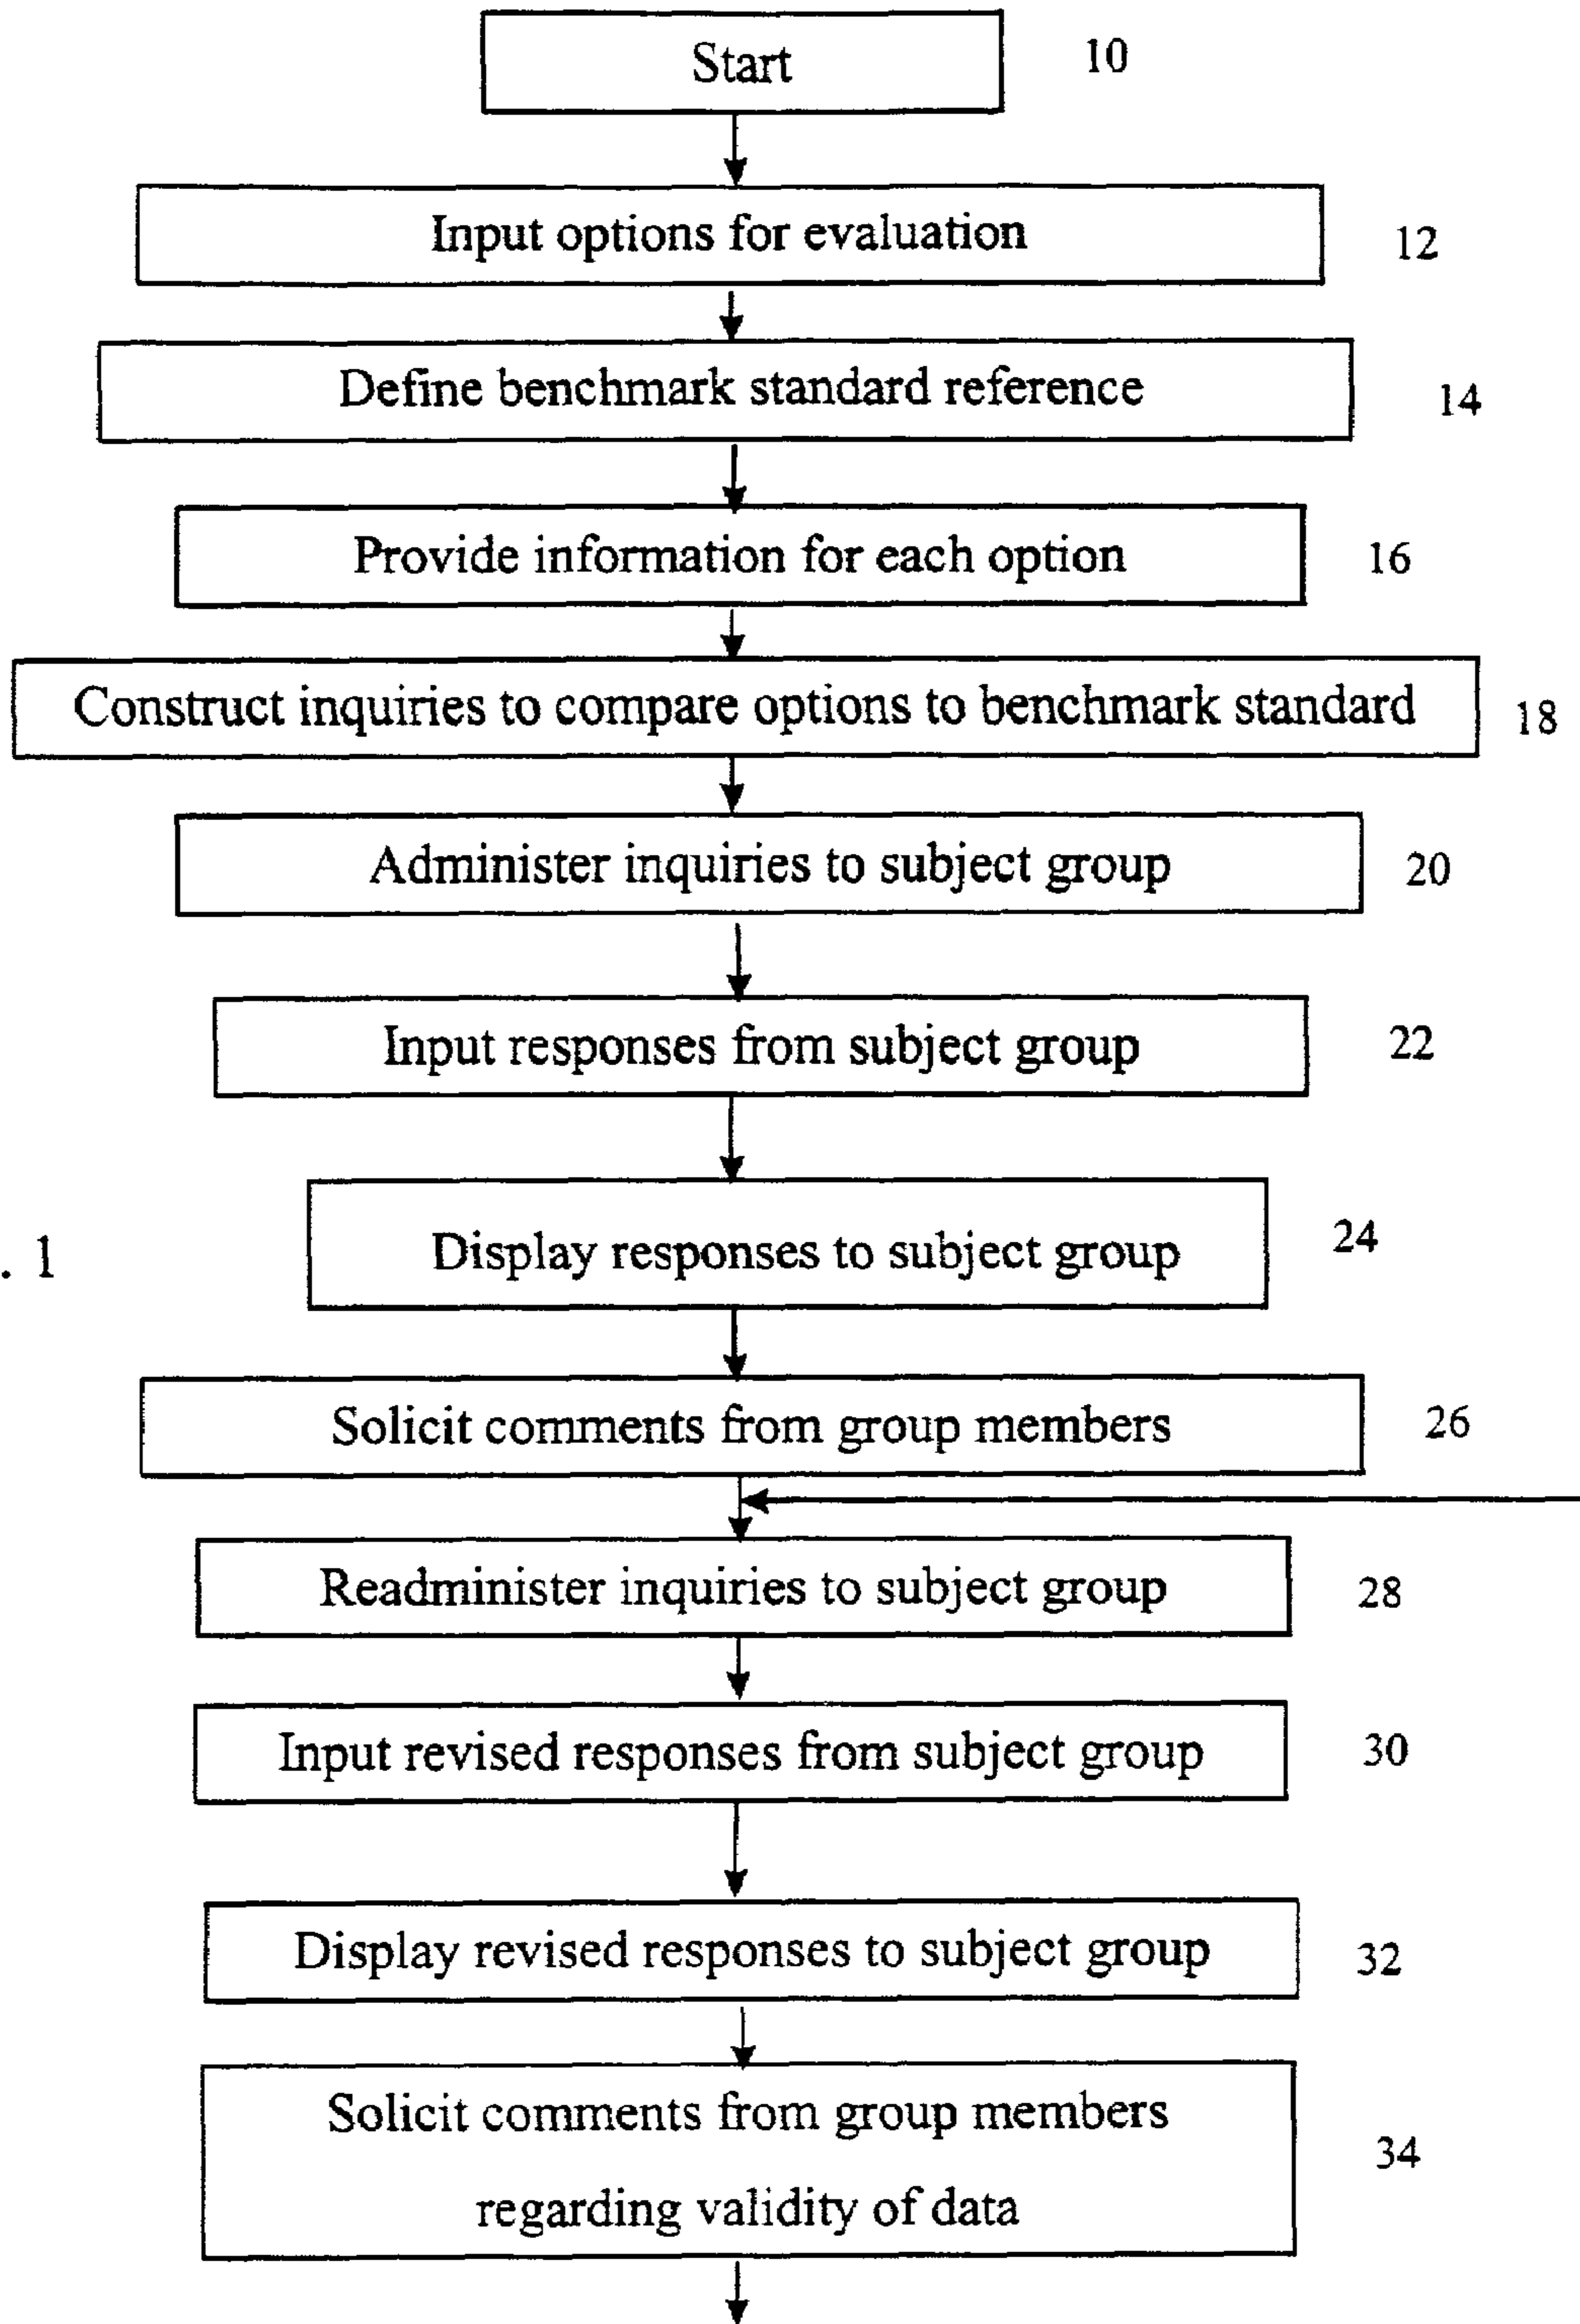 Start
10
Input options for evaluation
12
Define benchmark standard reference
14
Provide information for each option
16
Construct inquiries to compare options to benchmark standard
18
Administer inquiries to subject group
20
Input responses from subject group
22
Display responses to subject group
24
. 1
Solicit comments from group members
26
Readminister inquiries to subject group
28
Input revised responses from subject group
30
Display revised responses to subject group
32
Solicit comments from group members
regarding validity of data
34